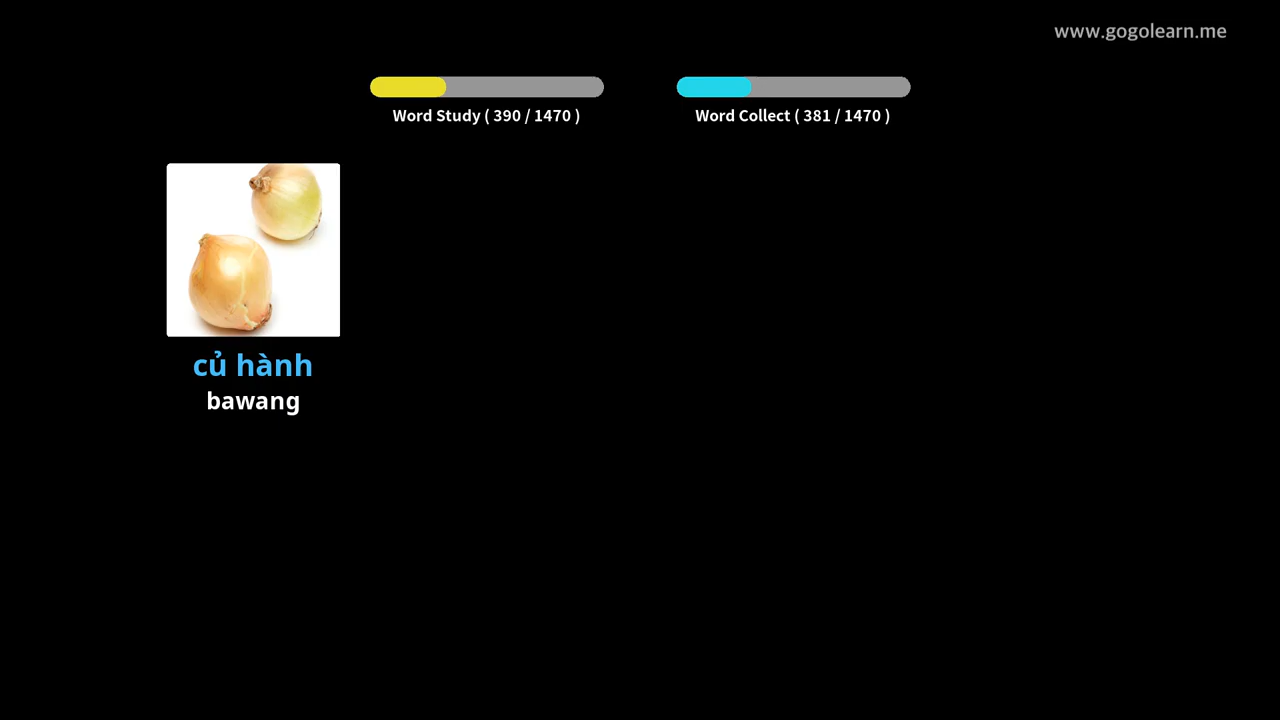 www.gogolearn.me
Word Study ( 390 / 1470 )
Word Collect ( 381 / 1470 )
củ hành
bawang